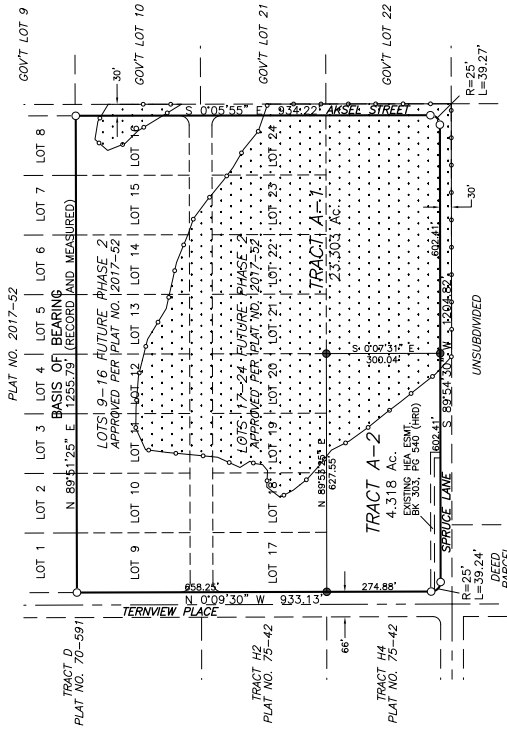 PLAT NO. 2017-52
GOV'T LOT 9
GOV'T LOT 10
GOV'T LOT 21
GOV'T LOT 22
LOT 1
LOT 2
LOT 3
LOT 4
LOT 5
LOT 6
LOT 7
LOT 8
BASIS OF BEARING
N 89°51'25" E 1255.79' (RECORD AND MEASURED)
30'
TRACT D
PLAT NO. 70-591
LOT 9
LOT 10
LOT 11
LOT 12
LOT 13
LOT 14
LOT 15
LOT 16
LOTS 9-16 FUTURE PHASE 2
APPROVED PER PLAT NO. 2017-52
S 0°05'55" E 934.22'
AKSEL STREET
TERNVIEW PLACE
658.25'
N 0°09'30" W 933.13'
TRACT H2
PLAT NO. 75-42
LOT 17
LOT 18
LOT 19
LOT 20
LOT 21
LOT 22
LOT 23
LOT 24
LOTS 17-24 FUTURE PHASE 2
APPROVED PER PLAT NO. 2017-52
TRACT A-1
23.303 Ac.
N 89°53'25" E
627.55'
S 0°07'31" E
300.04'
TRACT A-2
4.318 Ac.
EXISTING HEA ESMT.
BK 303, PG 540 (HRD)
274.88'
66'
TRACT H4
PLAT NO. 75-42
602.41'
602.41'
SPRUCE LANE
S 89°54'30" W 1204.82'
30'
R=25'
L=39.24'
R=25'
L=39.27'
DEED
PARCEL
UNSUBDIVIDED